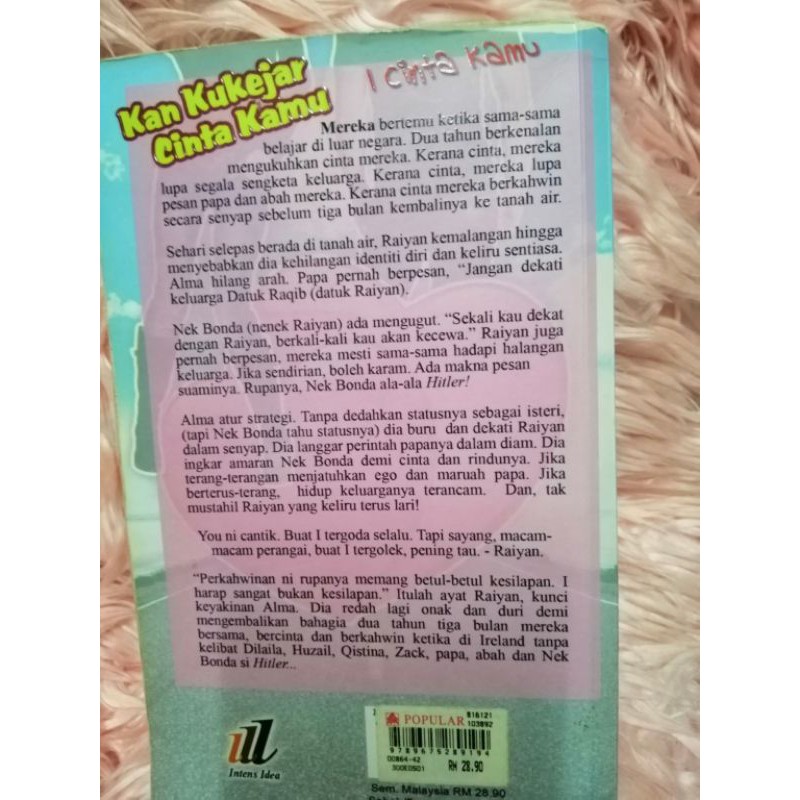 Kan Kukejar
Cinta Kamu
I cinta kamu
Mereka bertemu ketika sama-sama
belajar di luar negara. Dua tahun berkenalan
mengukuhkan cinta mereka. Kerana cinta, mereka
lupa segala sengketa keluarga. Kerana cinta, mereka lupa
pesan papa dan abah mereka. Kerana cinta mereka berkahwin
secara senyap sebelum tiga bulan kembalinya ke tanah air.
Sehari selepas berada di tanah air, Raiyan kemalangan hingga
menyebabkan dia kehilangan identiti diri dan keliru sentiasa.
Alma hilang arah. Papa pernah berpesan, “Jangan dekati
keluarga Datuk Raqib (datuk Raiyan).
Nek Bonda (nenek Raiyan) ada mengugut. “Sekali kau dekat
dengan Raiyan, berkali-kali kau akan kecewa.” Raiyan juga
pernah berpesan, mereka mesti sama-sama hadapi halangan
keluarga. Jika sendirian, boleh karam. Ada makna pesan
suaminya. Rupanya, Nek Bonda ala-ala Hitler!
Alma atur strategi. Tanpa dedahkan statusnya sebagai isteri,
(tapi Nek Bonda tahu statusnya) dia buru dan dekati Raiyan
dalam senyap. Dia langgar perintah papanya dalam diam. Dia
ingkar amaran Nek Bonda demi cinta dan rindunya. Jika
terang-terangan menjatuhkan ego dan maruah papa. Jika
berterus-terang, hidup keluarganya terancam. Dan, tak
mustahil Raiyan yang keliru terus lari!
You ni cantik. Buat I tergoda selalu. Tapi sayang, macam-
macam perangai, buat I tergolek, pening tau. - Raiyan.
“Perkahwinan ni rupanya memang betul-betul kesilapan. I
harap sangat bukan kesilapan.” Itulah ayat Raiyan, kunci
keyakinan Alma. Dia redah lagi onak dan duri demi
mengembalikan bahagia dua tahun tiga bulan mereka
bersama, bercinta dan berkahwin ketika di Ireland tanpa
kelibat Dilaila, Huzail, Qistina, Zack, papa, abah dan Nek
Bonda si Hitler...
Intens Idea
POPULAR
816121
103892
9789675289194
00864-42
300E0501
RM 28.90
Sem. Malaysia RM 28.90